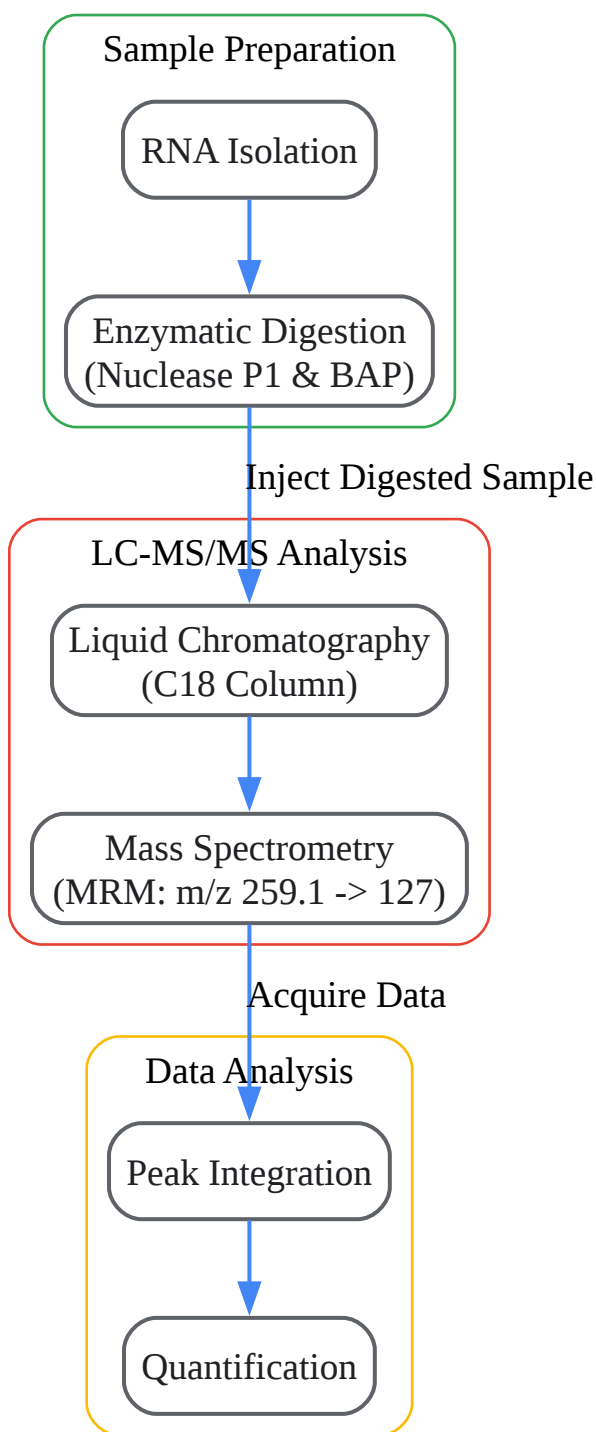 Sample Preparation
RNA Isolation
Enzymatic Digestion
(Nuclease P1 & BAP)
Inject Digested Sample
LC-MS/MS Analysis
Liquid Chromatography
(C18 Column)
Mass Spectrometry
(MRM: m/z 259.1 -> 127)
Acquire Data
Data Analysis
Peak Integration
Quantification